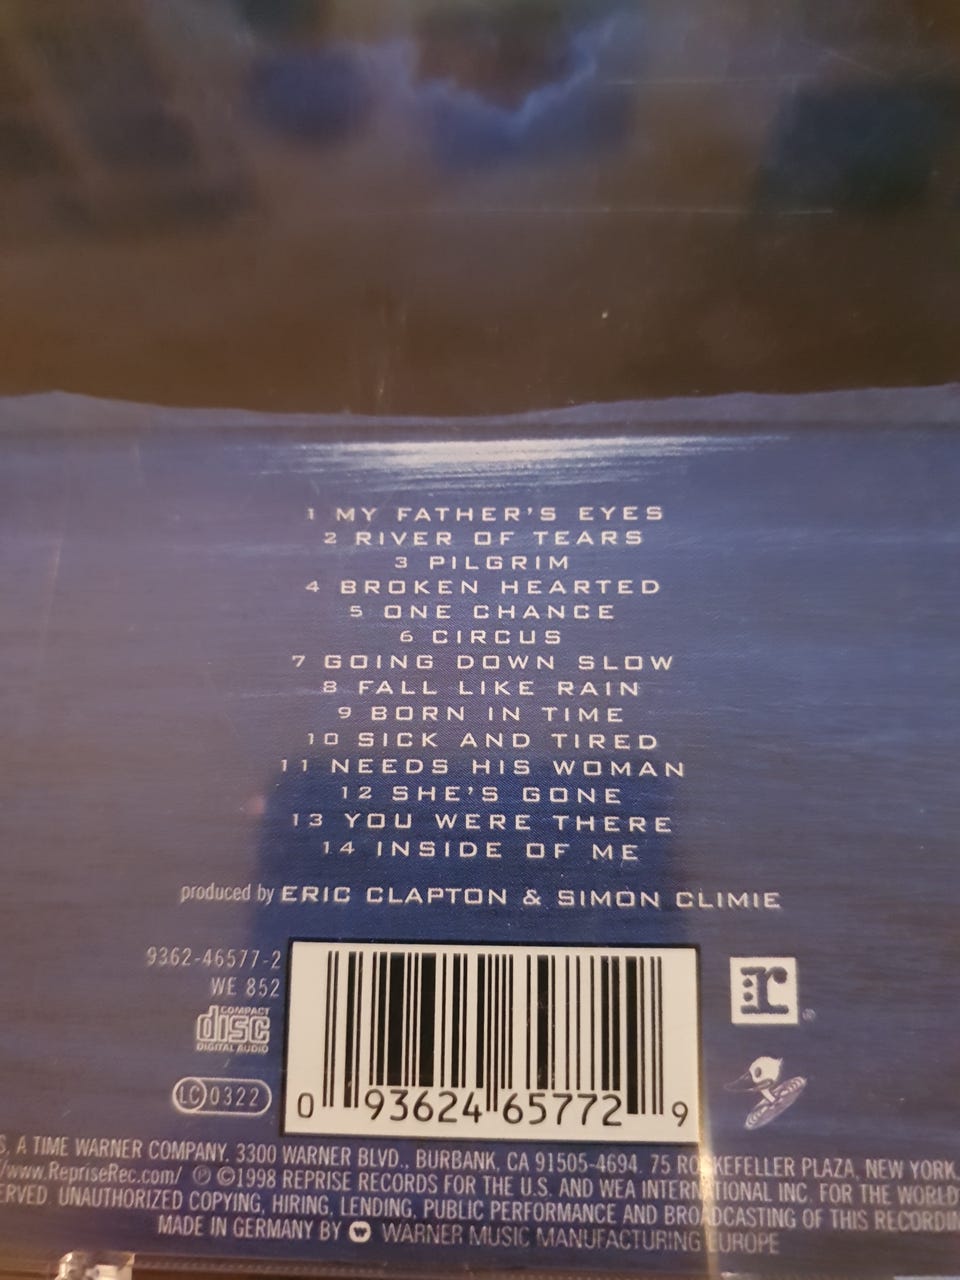 1 MY FATHER'S EYES
2 RIVER OF TEARS
3 PILGRIM
4 BROKEN HEARTED
5 ONE CHANCE
6 CIRCUS
7 GOING DOWN SLOW
8 FALL LIKE RAIN
9 BORN IN TIME
10 SICK AND TIRED
11 NEEDS HIS WOMAN
12 SHE'S GONE
13 YOU WERE THERE
14 INSIDE OF ME
produced by ERIC CLAPTON & SIMON CLIMIE
9362-46577-2
WE 852
COMPACT
disc
DIGITAL AUDIO
LC 0322
0 93624 65772 9
r ®
S, A TIME WARNER COMPANY, 3300 WARNER BLVD., BURBANK, CA 91505-4694. 75 ROCKEFELLER PLAZA, NEW YORK,
/www.RepriseRec.com/ ℗ ©1998 REPRISE RECORDS FOR THE U.S. AND WEA INTERNATIONAL INC. FOR THE WORLD
ERVED. UNAUTHORIZED COPYING, HIRING, LENDING, PUBLIC PERFORMANCE AND BROADCASTING OF THIS RECORDIN
MADE IN GERMANY BY WARNER MUSIC MANUFACTURING EUROPE